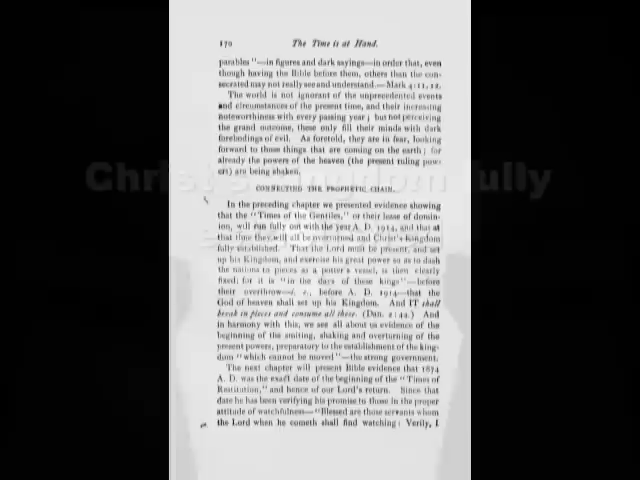 170
The Time is at Hand.
parables"—in figures and dark sayings—in order that, even
though having the Bible before them, others than the con-
secrated may not really see and understand.—Mark 4:11, 12.
The world is not ignorant of the unprecedented events
and circumstances of the present time, and their increasing
noteworthiness with every passing year; but not perceiving
the grand outcome, these only fill their minds with dark
forebodings of evil. As foretold, they are in fear, looking
forward to those things that are coming on the earth; for
already the powers of the heaven (the present ruling pow-
ers) are being shaken.
CONNECTING THE PROPHETIC CHAIN.
In the preceding chapter we presented evidence showing
that the "Times of the Gentiles," or their lease of domin-
ion, will run fully out with the year A. D. 1914, and that at
that time they will all be overturned and Christ's Kingdom
fully established. That the Lord must be present, and set
up his Kingdom, and exercise his great power so as to dash
the nations to pieces as a potter's vessel, is then clearly
fixed; for it is "in the days of these kings"—before
their overthrow—i. e., before A. D. 1914—that the
God of heaven shall set up his Kingdom. And IT shall
break in pieces and consume all these. (Dan. 2:44.) And
in harmony with this, we see all about us evidence of the
beginning of the smiting, shaking and overturning of the
present powers, preparatory to the establishment of the king-
dom "which cannot be moved"—the strong government.
The next chapter will present Bible evidence that 1874
A. D. was the exact date of the beginning of the "Times of
Restitution," and hence of our Lord's return. Since that
date he has been verifying his promise to those in the proper
attitude of watchfulness—"Blessed are those servants whom
the Lord when he cometh shall find watching: Verily, I
Christ's Kingdom fully